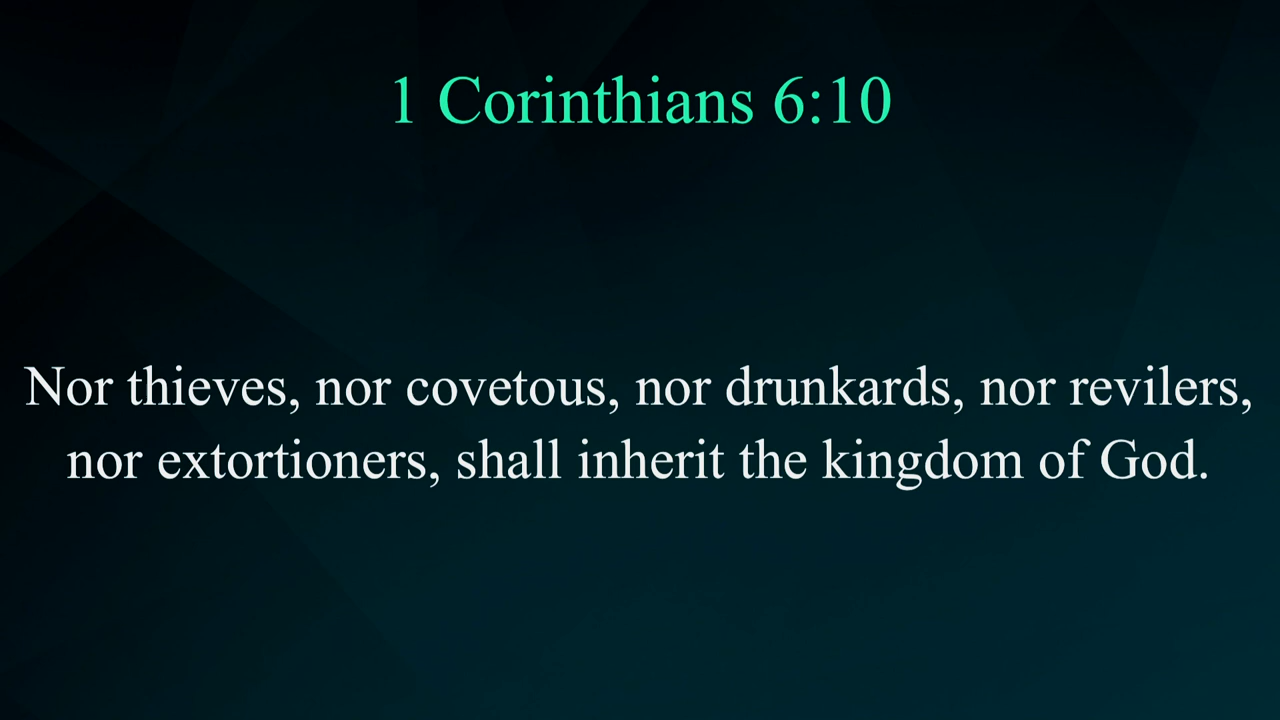 1 Corinthians 6:10
Nor thieves, nor covetous, nor drunkards, nor revilers,
nor extortioners, shall inherit the kingdom of God.